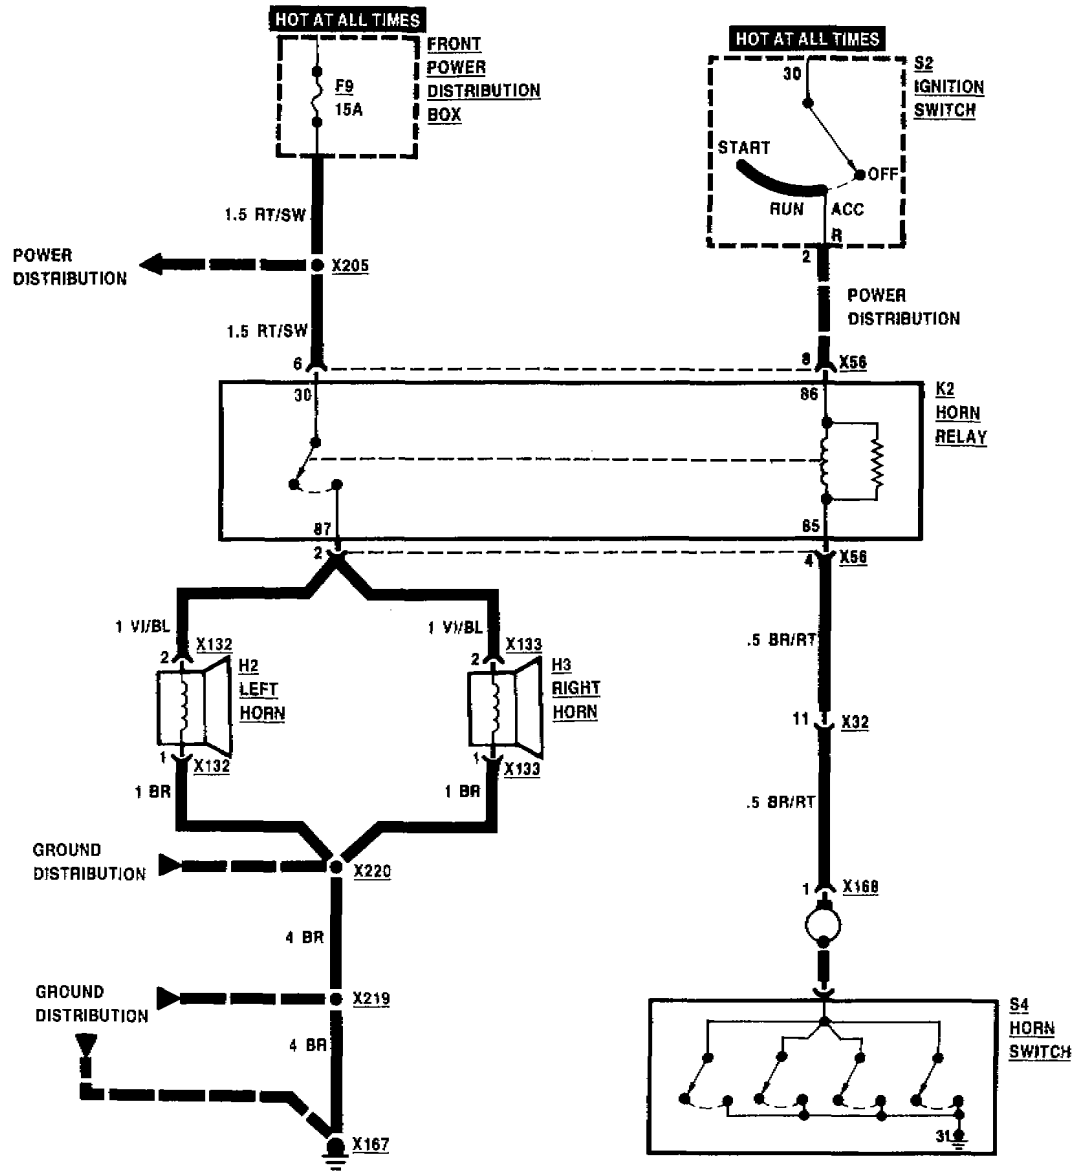 HOT AT ALL TIMES
FRONT
POWER
DISTRIBUTION
BOX
F9
15A
HOT AT ALL TIMES
S2
IGNITION
SWITCH
30
START
OFF
RUN
ACC
R
2
1.5 RT/SW
POWER
DISTRIBUTION
X205
POWER
DISTRIBUTION
1.5 RT/SW
6
8
X56
30
86
K2
HORN
RELAY
87
85
2
4
X56
1 VI/BL
1 VI/BL
.5 BR/RT
X132
2
H2
LEFT
HORN
X133
2
H3
RIGHT
HORN
11
X32
1
X132
1
X133
1 BR
1 BR
.5 BR/RT
GROUND
DISTRIBUTION
X220
1
X168
4 BR
GROUND
DISTRIBUTION
X219
4 BR
S4
HORN
SWITCH
31
X167